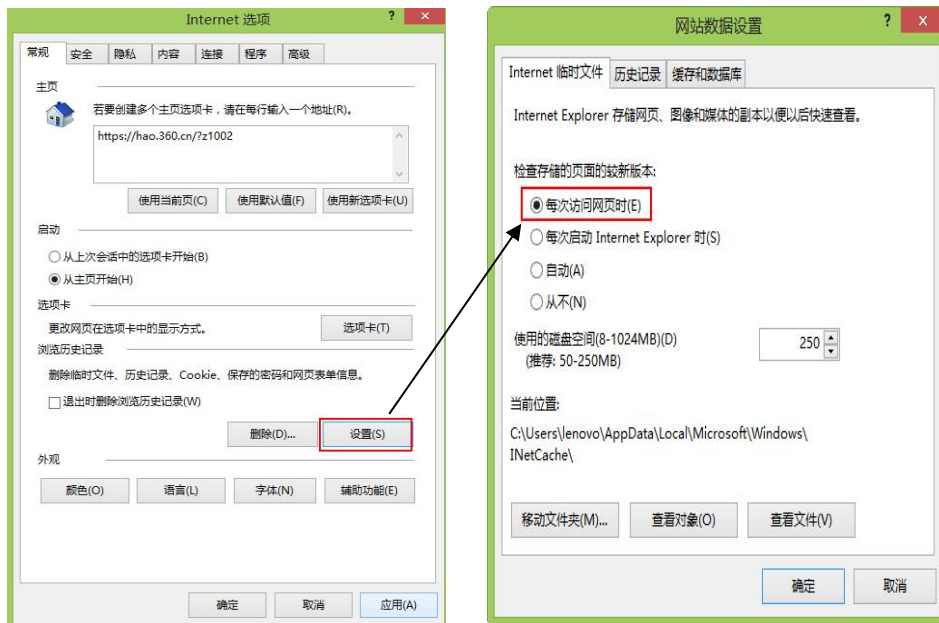 Internet 选项
?
x
常规 安全 隐私 内容 连接 程序 高级
主页
若要创建多个主页选项卡，请在每行输入一个地址(R)。
https://hao.360.cn/?z1002
使用当前页(C) 使用默认值(F) 使用新选项卡(U)
启动
从上次会话中的选项卡开始(B)
从主页开始(H)
选项卡
更改网页在选项卡中的显示方式。 选项卡(T)
浏览历史记录
删除临时文件、历史记录、Cookie、保存的密码和网页表单信息。
退出时删除浏览历史记录(W)
删除(D)... 设置(S)
外观
颜色(O) 语言(L) 字体(N) 辅助功能(E)
确定 取消 应用(A)
网站数据设置
?
x
Internet 临时文件 历史记录 缓存和数据库
Internet Explorer 存储网页、图像和媒体的副本以便以后快速查看。
检查存储的页面的较新版本:
每次访问网页时(E)
每次启动 Internet Explorer 时(S)
自动(A)
从不(N)
使用的磁盘空间(8-1024MB)(D) 250
(推荐: 50-250MB)
当前位置:
C:\Users\lenovo\AppData\Local\Microsoft\Windows\
INetCache\
移动文件夹(M)... 查看对象(O) 查看文件(V)
确定 取消